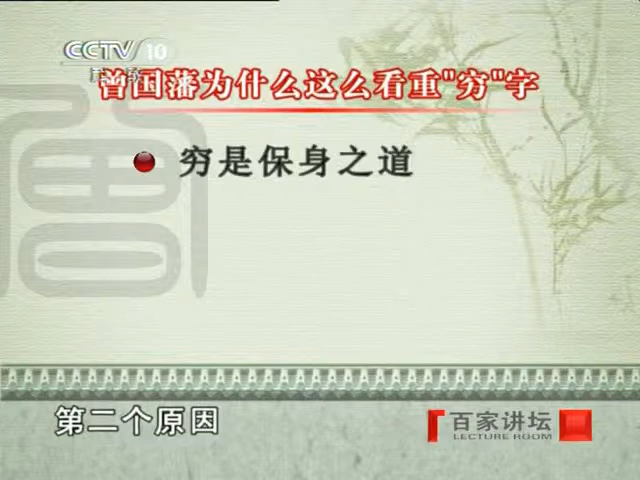 CCTV 10
曾国藩为什么这么看重"穷"字
穷是保身之道
第二个原因
百家讲坛
LECTURE ROOM